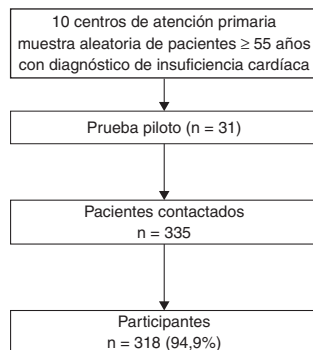 10 centros de atención primaria
muestra aleatoria de pacientes ≥ 55 años
con diagnóstico de insuficiencia cardíaca
Prueba piloto (n = 31)
Pacientes contactados
n = 335
Participantes
n = 318 (94,9%)